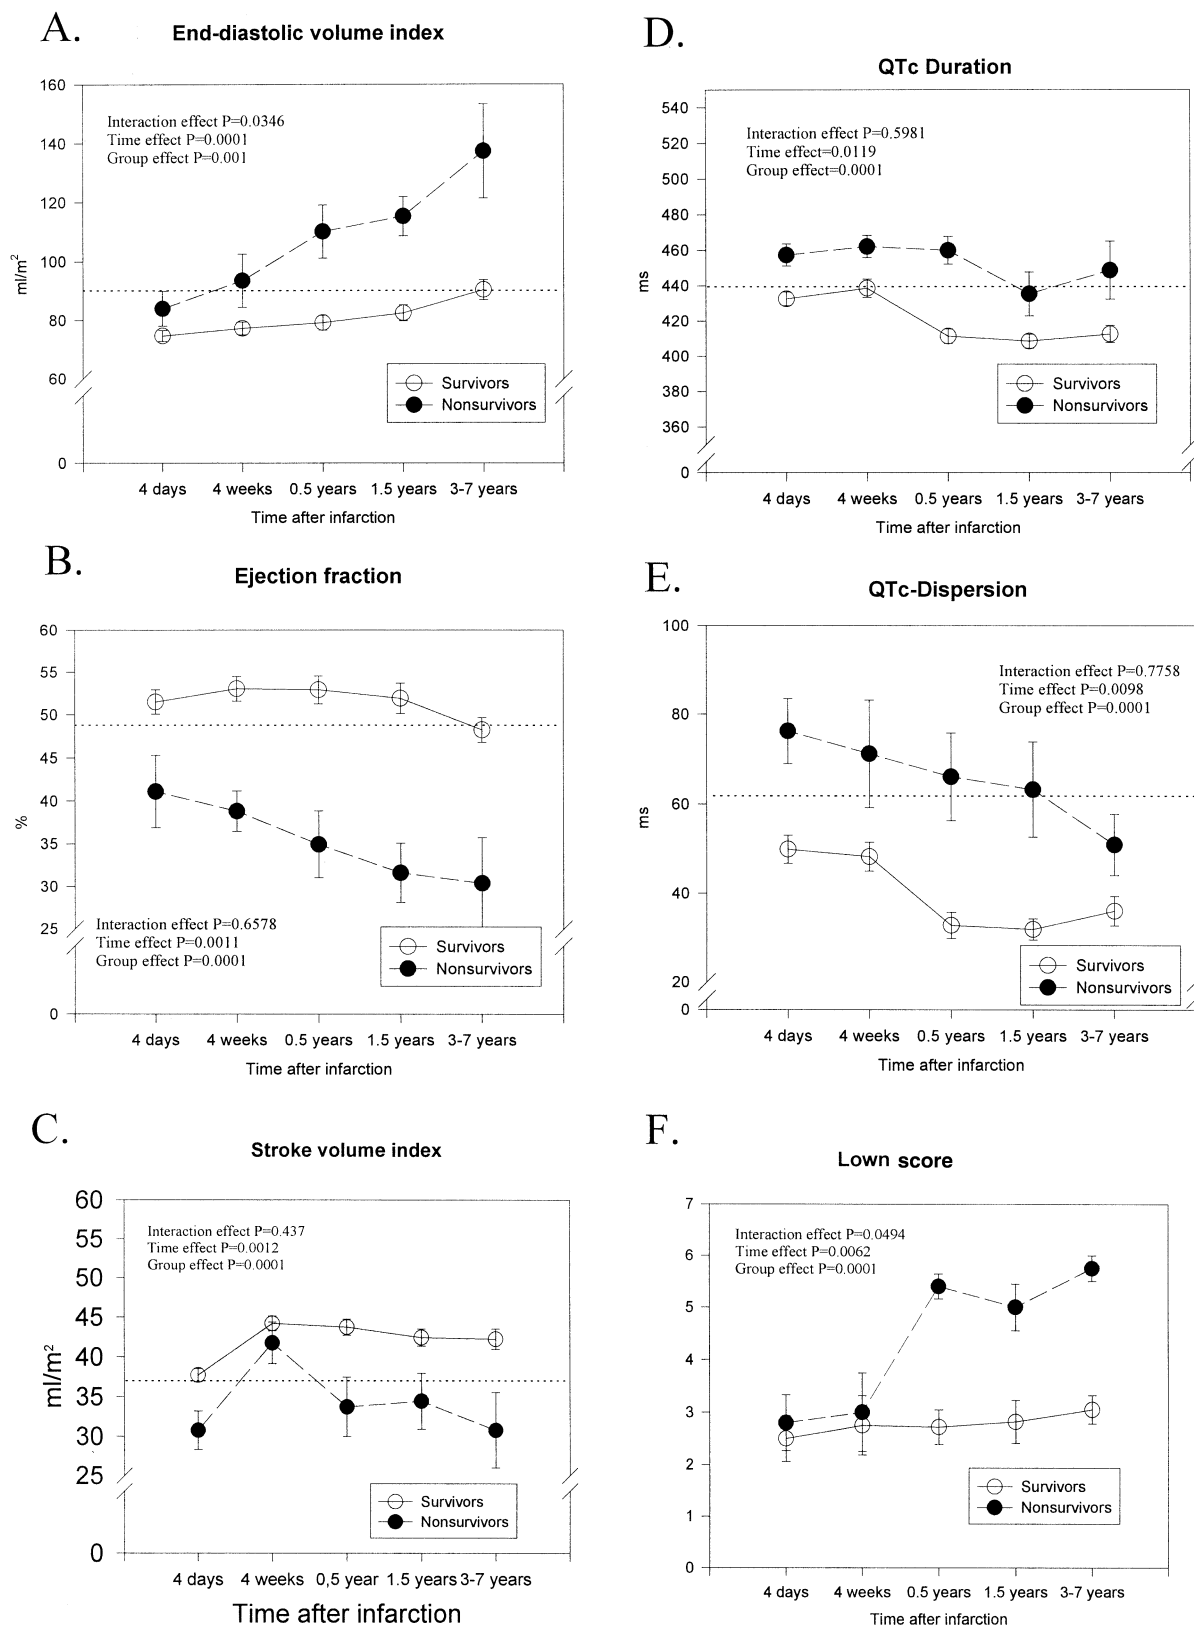 A.
End-diastolic volume index
160
140
120
100
80
60
0
ml/m²
Interaction effect P=0.0346
Time effect P=0.0001
Group effect P=0.001
Survivors
Nonsurvivors
4 days 4 weeks 0.5 years 1.5 years 3-7 years
Time after infarction
B.
Ejection fraction
60
55
50
45
40
35
30
25
0
%
Interaction effect P=0.6578
Time effect P=0.0011
Group effect P=0.0001
Survivors
Nonsurvivors
4 days 4 weeks 0.5 years 1.5 years 3-7 years
Time after infarction
C.
Stroke volume index
60
55
50
45
40
35
30
25
0
ml/m²
Interaction effect P=0.437
Time effect P=0.0012
Group effect P=0.0001
Survivors
Nonsurvivors
4 days 4 weeks 0,5 year 1.5 years 3-7 years
Time after infarction
D.
QTc Duration
540
520
500
480
460
440
420
400
380
360
0
ms
Interaction effect P=0.5981
Time effect=0.0119
Group effect=0.0001
Survivors
Nonsurvivors
4 days 4 weeks 0.5 years 1.5 years 3-7 years
Time after infarction
E.
QTc-Dispersion
100
80
60
40
20
0
ms
Interaction effect P=0.7758
Time effect P=0.0098
Group effect P=0.0001
Survivors
Nonsurvivors
4 days 4 weeks 0.5 years 1.5 years 3-7 years
Time after infarction
F.
Lown score
7
6
5
4
3
2
1
0
Interaction effect P=0.0494
Time effect P=0.0062
Group effect P=0.0001
Survivors
Nonsurvivors
4 days 4 weeks 0.5 years 1.5 years 3-7 years
Time after infarction